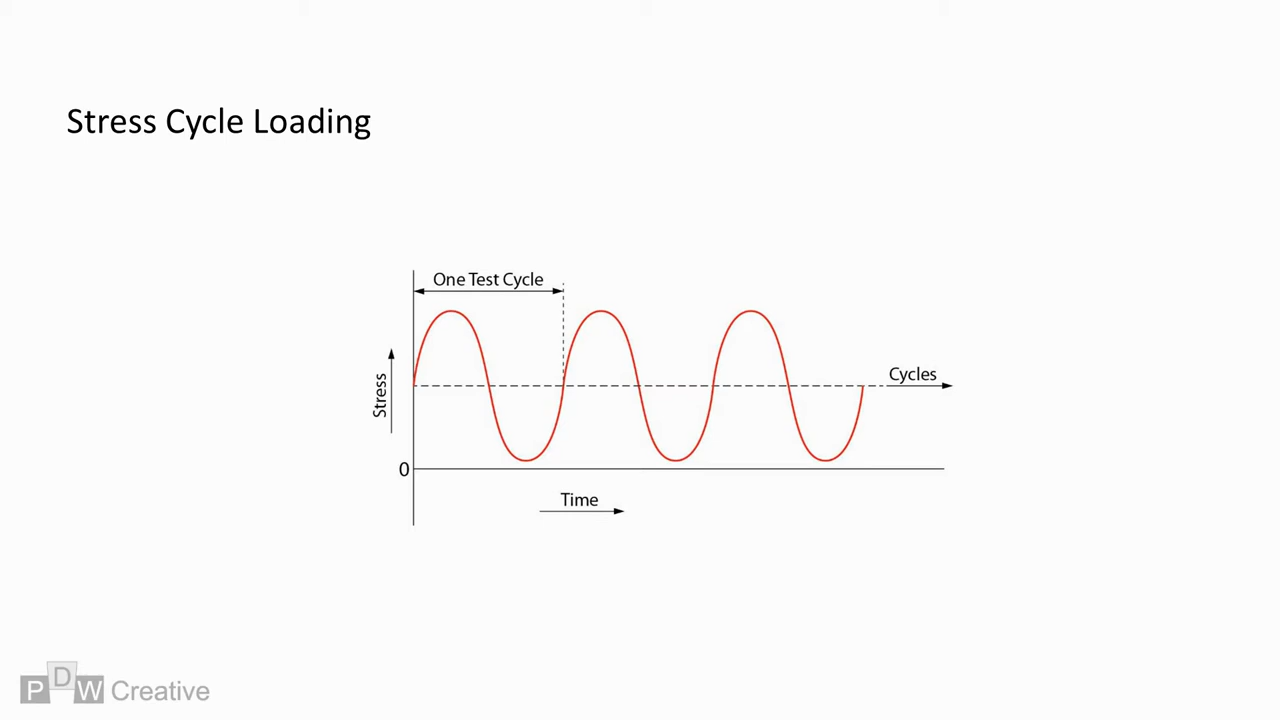 Stress Cycle Loading
One Test Cycle
Cycles
Stress
0
Time
PDW Creative